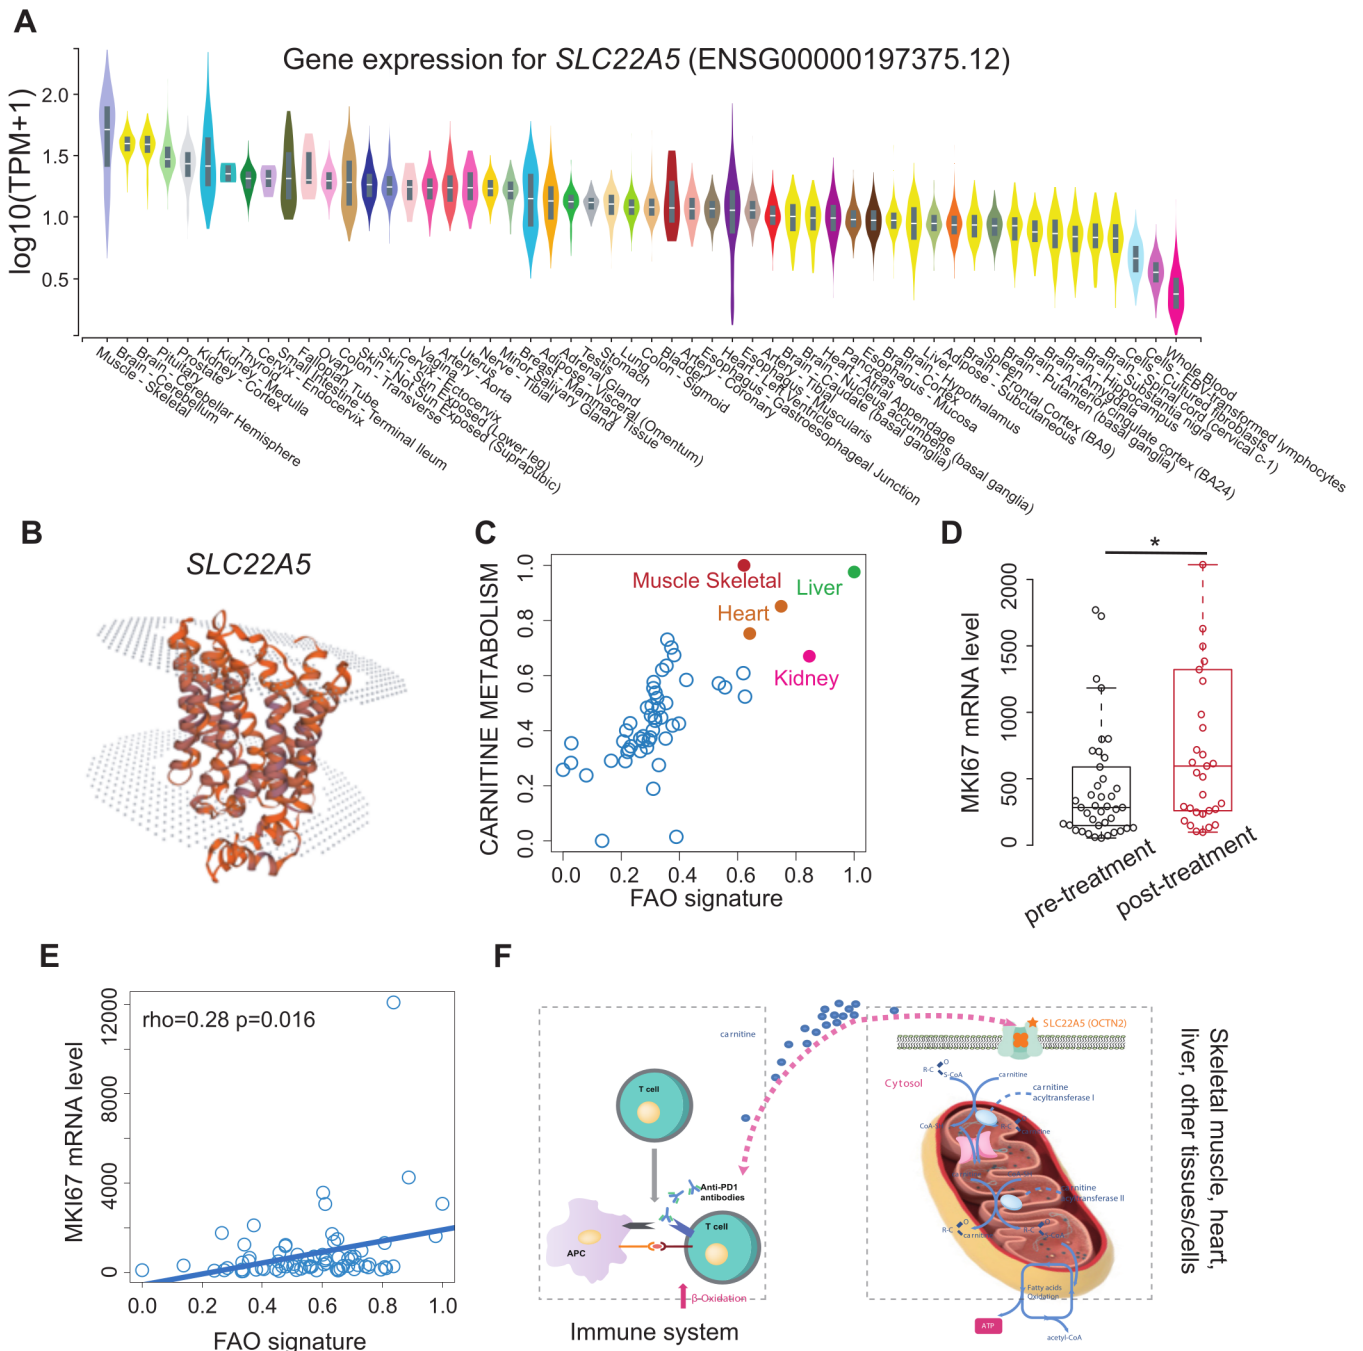 A
Gene expression for SLC22A5 (ENSG00000197375.12)
log10(TPM+1)
2.0
1.5
1.0
0.5
Muscle - Skeletal
Brain - Cerebellum
Brain - Cerebellar Hemisphere
Pituitary
Prostate
Kidney - Cortex
Kidney - Medulla
Thyroid
Cervix - Endocervix
Small Intestine - Terminal Ileum
Fallopian Tube
Ovary
Colon - Transverse
Skin - Not Sun Exposed (Suprapubic)
Skin - Sun Exposed (Lower leg)
Cervix - Ectocervix
Vagina
Artery - Aorta
Uterus
Nerve - Tibial
Minor Salivary Gland
Breast - Mammary Tissue
Adipose - Visceral (Omentum)
Adrenal Gland
Testis
Stomach
Lung
Colon - Sigmoid
Bladder
Artery - Coronary
Esophagus - Gastroesophageal Junction
Heart - Left Ventricle
Esophagus - Muscularis
Artery - Tibial
Brain - Caudate (basal ganglia)
Brain - Nucleus accumbens (basal ganglia)
Heart - Atrial Appendage
Pancreas
Esophagus - Mucosa
Brain - Cortex
Brain - Hypothalamus
Liver
Adipose - Subcutaneous
Brain - Frontal Cortex (BA9)
Spleen
Brain - Putamen (basal ganglia)
Brain - Anterior cingulate cortex (BA24)
Brain - Amygdala
Brain - Hippocampus
Brain - Spinal cord (cervical c-1)
Brain - Substantia nigra
Cells - Cultured fibroblasts
Cells - EBV-transformed lymphocytes
Whole Blood
B
SLC22A5
C
CARNITINE METABOLISM
1.0
0.8
0.6
0.4
0.2
0.0
Muscle Skeletal
Liver
Heart
Kidney
0.0 0.2 0.4 0.6 0.8 1.0
FAO signature
D
*
MKI67 mRNA level
2000
1500
1000
500
0
pre-treatment
post-treatment
E
MKI67 mRNA level
12000
8000
4000
0
rho=0.28 p=0.016
0.0 0.2 0.4 0.6 0.8 1.0
FAO signature
F
carnitine
T cell
Anti-PD1
antibodies
T cell
APC
β-Oxidation
Immune system
SLC22A5 (OCTN2)
R-C
O
S-CoA
carnitine
Cytosol
carnitine
acyltransferase I
CoA-S
carnitine
acyltransferase II
R-C
O
carnitine
R-C
Fatty acids
Oxidation
ATP
acetyl-CoA
Skeletal muscle, heart,
liver, other tissues/cells